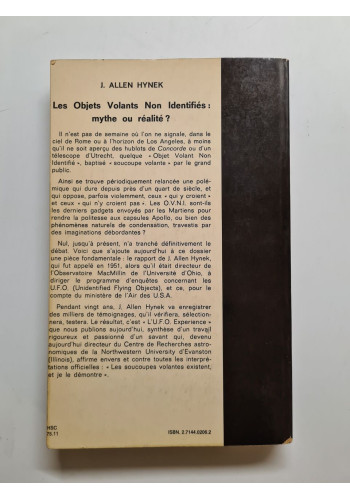 J. ALLEN HYNEK
Les Objets Volants Non Identifiés :
mythe ou réalité ?
Il n'est pas de semaine où l'on ne signale, dans le
ciel de Rome ou à l'horizon de Los Angeles, à moins
qu'il ne soit aperçu des hublots de Concorde ou d'un
télescope d'Utrecht, quelque « Objet Volant Non
Identifié », baptisé « soucoupe volante » par le grand
public.
Ainsi se trouve périodiquement relancée une polé-
mique qui dure depuis près d'un quart de siècle, et
qui oppose, parfois violemment, ceux « qui y croient »
et ceux « qui n'y croient pas ». Les O.V.N.I. sont-ils
les derniers gadgets envoyés par les Martiens pour
rendre la politesse aux capsules Apollo, ou bien des
phénomènes naturels de condensation, travestis par
des imaginations débordantes ?
Nul, jusqu'à présent, n'a tranché définitivement le
débat. Voici que s'ajoute aujourd'hui à ce dossier
une pièce fondamentale : le rapport de J. Allen Hynek,
qui fut appelé en 1951, alors qu'il était directeur de
l'Observatoire MacMillin de l'Université d'Ohio, à
diriger le programme d'enquêtes concernant les
U.F.O. (Unidentified Flying Objects), et ce, pour le
compte du ministère de l'Air des U.S.A.
Pendant vingt ans, J. Allen Hynek va enregistrer
des milliers de témoignages, qu'il vérifiera, sélection-
nera, testera. Le résultat, c'est « L'U.F.O. Experience »
que nous publions aujourd'hui, synthèse d'un travail
rigoureux et passionné d'un savant qui, devenu
aujourd'hui directeur du Centre de Recherches astro-
nomiques de la Northwestern University d'Evanston
(Illinois), affirme envers et contre toutes les interpré-
tations officielles : « Les soucoupes volantes existent,
et je le démontre ».
HSC
75.11
ISBN. 2.7144.0206.2